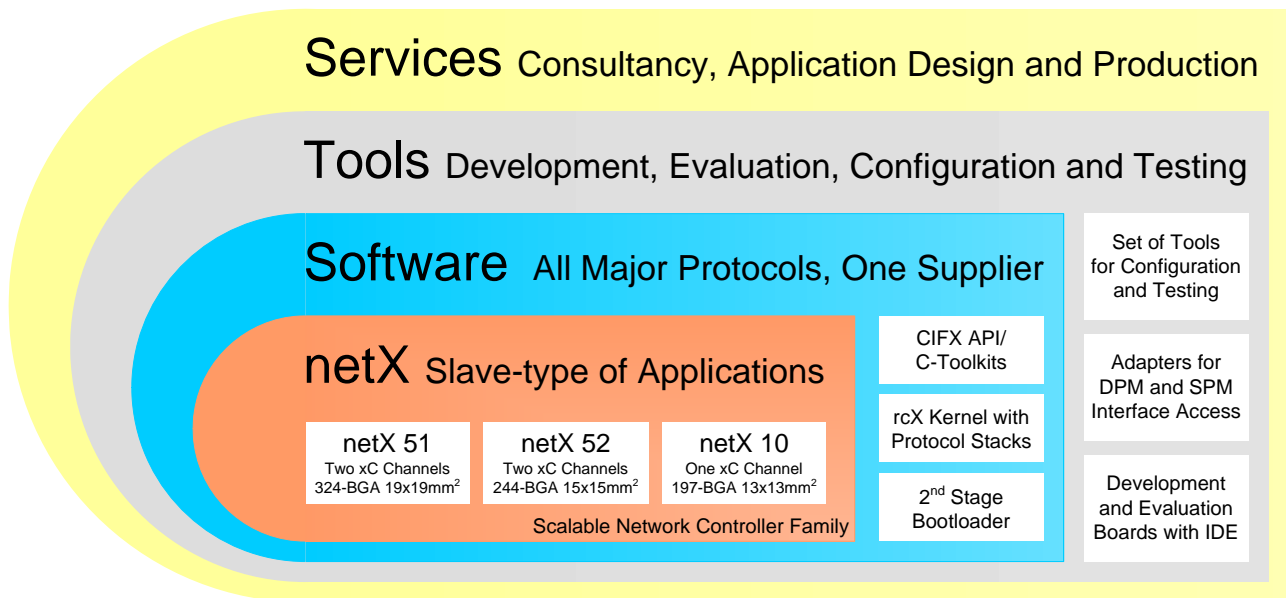 Services Consultancy, Application Design and Production
Tools Development, Evaluation, Configuration and Testing
Software All Major Protocols, One Supplier
netX Slave-type of Applications
netX 51
Two xC Channels
324-BGA 19x19mm²
netX 52
Two xC Channels
244-BGA 15x15mm²
netX 10
One xC Channel
197-BGA 13x13mm²
Scalable Network Controller Family
CIFX API/
C-Toolkits
rcX Kernel with
Protocol Stacks
2nd Stage
Bootloader
Set of Tools
for Configuration
and Testing
Adapters for
DPM and SPM
Interface Access
Development
and Evaluation
Boards with IDE